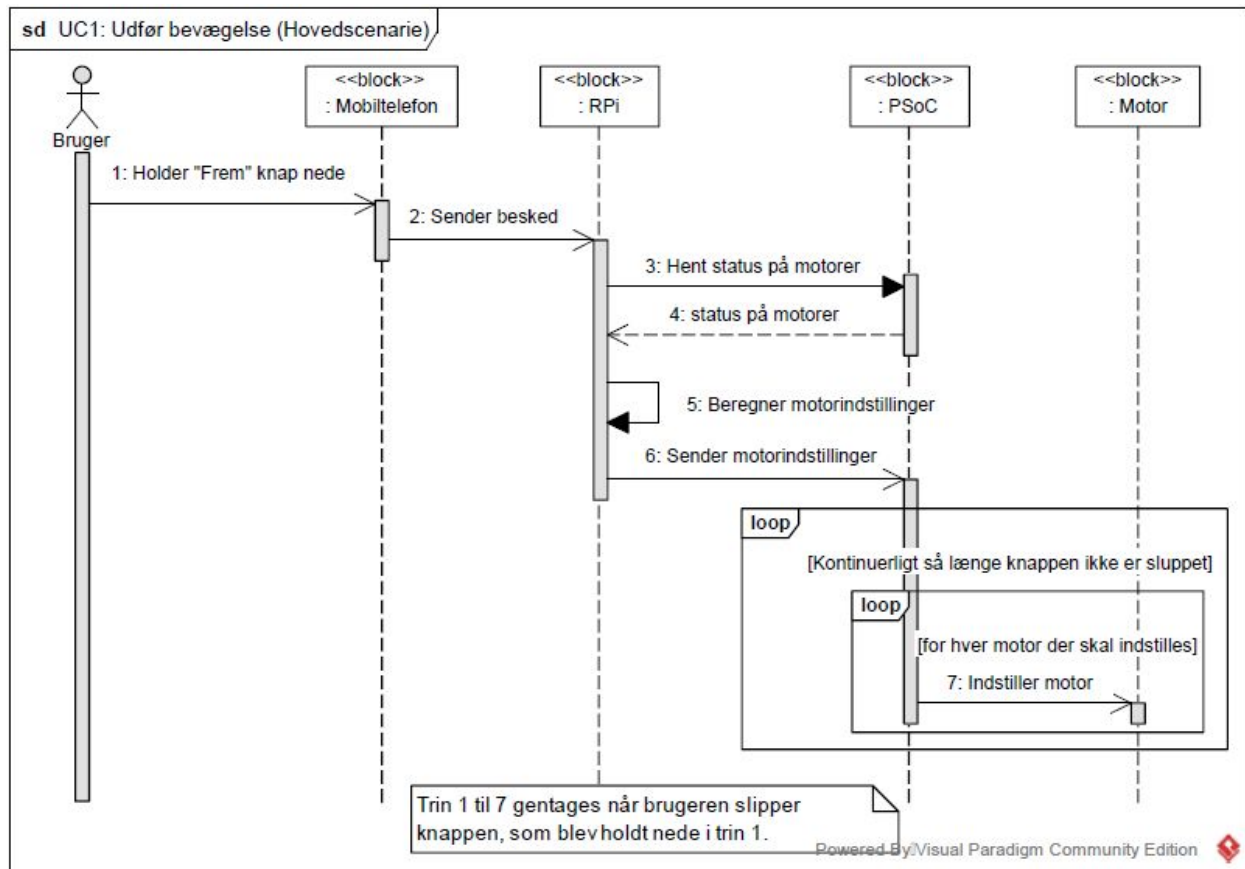 sd UC1: Udfør bevægelse (Hovedscenarie)
Bruger
<<block>>
: Mobiltelefon
<<block>>
: RPi
<<block>>
: PSoC
<<block>>
: Motor
1: Holder "Frem" knap nede
2: Sender besked
3: Hent status på motorer
4: status på motorer
5: Beregner motorindstillinger
6: Sender motorindstillinger
loop
[Kontinuerligt så længe knappen ikke er sluppet]
loop
[for hver motor der skal indstilles]
7: Indstiller motor
Trin 1 til 7 gentages når brugeren slipper
knappen, som blev holdt nede i trin 1.
Powered By Visual Paradigm Community Edition